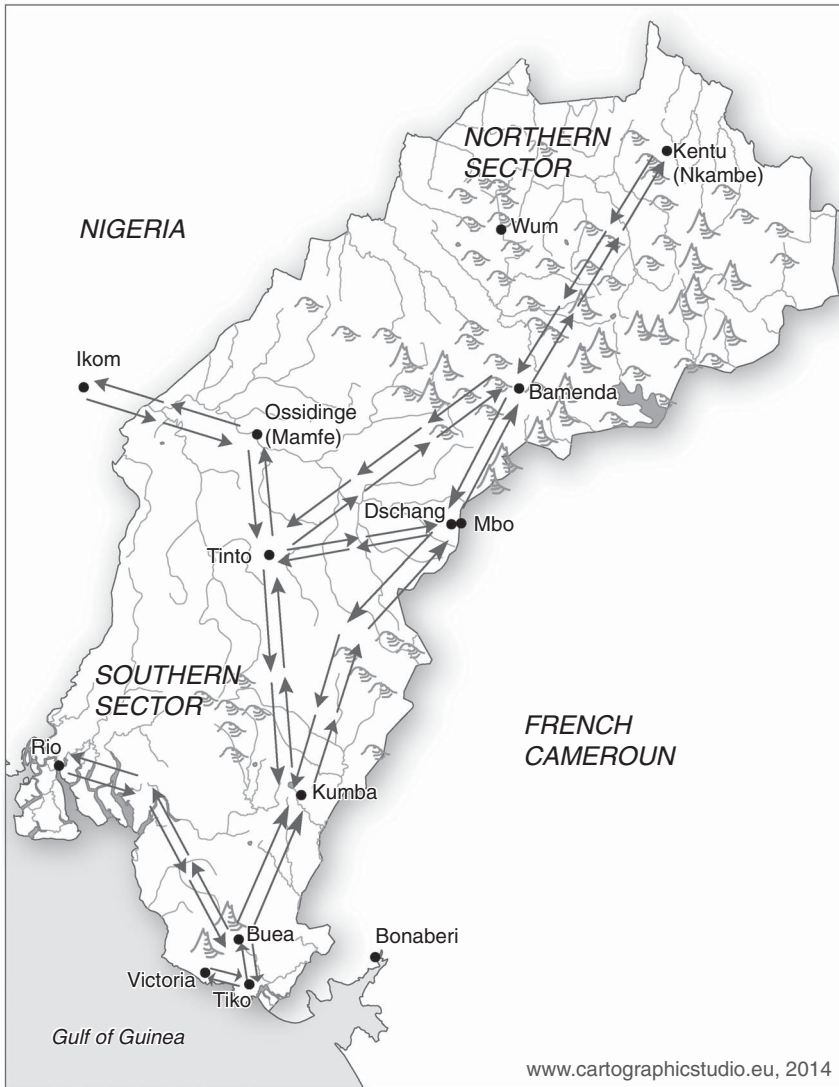 NORTHERN
SECTOR
Kentu
(Nkambe)
NIGERIA
Wum
Ikom
Bamenda
Ossidinge
(Mamfe)
Dschang
Mbo
Tinto
SOUTHERN
SECTOR
FRENCH
CAMEROUN
Rio
Kumba
Buea
Bonaberi
Victoria
Tiko
Gulf of Guinea
www.cartographicstudio.eu, 2014